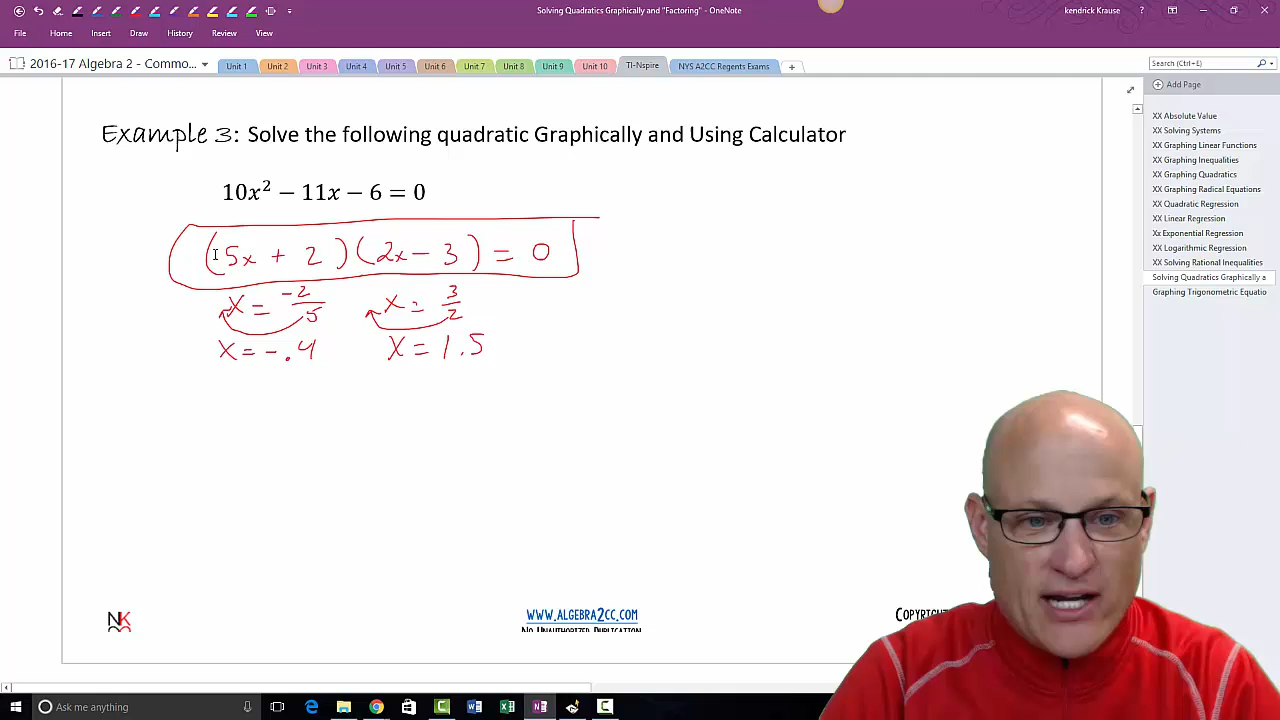 Solving Quadratics Graphically and "Factoring" - OneNote
kendrick Krause
File Home Insert Draw History Review View
2016-17 Algebra 2 - Commo...
Unit 1 Unit 2 Unit 3 Unit 4 Unit 5 Unit 6 Unit 7 Unit 8 Unit 9 Unit 10 TI-Nspire NYS A2CC Regents Exams
Search (Ctrl+E)
Add Page
XX Absolute Value
XX Solving Systems
XX Graphing Linear Functions
XX Graphing Inequalities
XX Graphing Quadratics
XX Graphing Radical Equations
XX Quadratic Regression
XX Linear Regression
Xx Exponential Regression
XX Logarithmic Regression
XX Solving Rational Inequalities
Solving Quadratics Graphically a
Graphing Trigonometric Equatio
Example 3: Solve the following quadratic Graphically and Using Calculator
10x² − 11x − 6 = 0
(5x + 2)(2x − 3) = 0
x = -2/5 x = 3/2
x = -.4 x = 1.5
NK
WWW.ALGEBRA2CC.COM
No Unauthorized Duplication
Copyright
Ask me anything